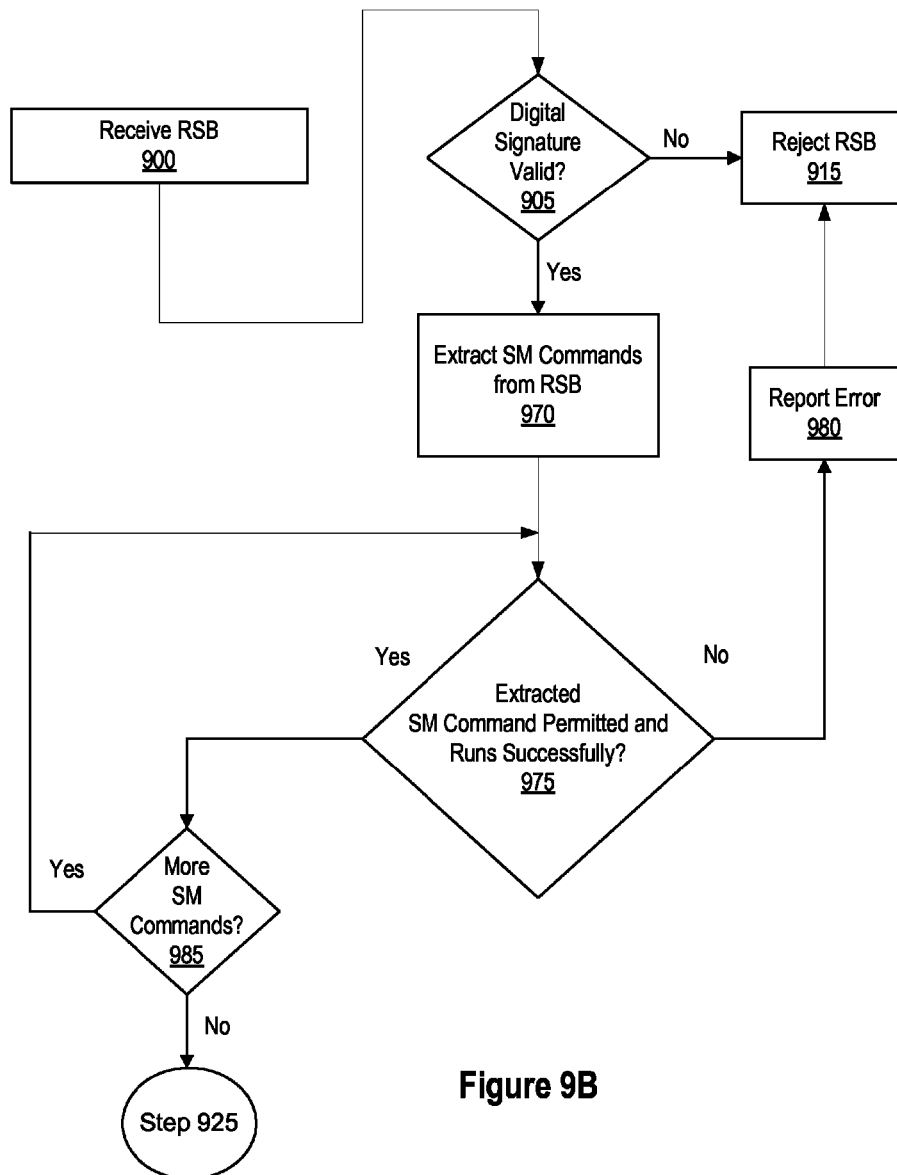 Receive RSB
900
Digital
Signature
Valid?
905
No
Reject RSB
915
Yes
Extract SM Commands
from RSB
970
Report Error
980
Yes
No
Extracted
SM Command Permitted and
Runs Successfully?
975
Yes
More
SM
Commands?
985
No
Step 925
Figure 9B